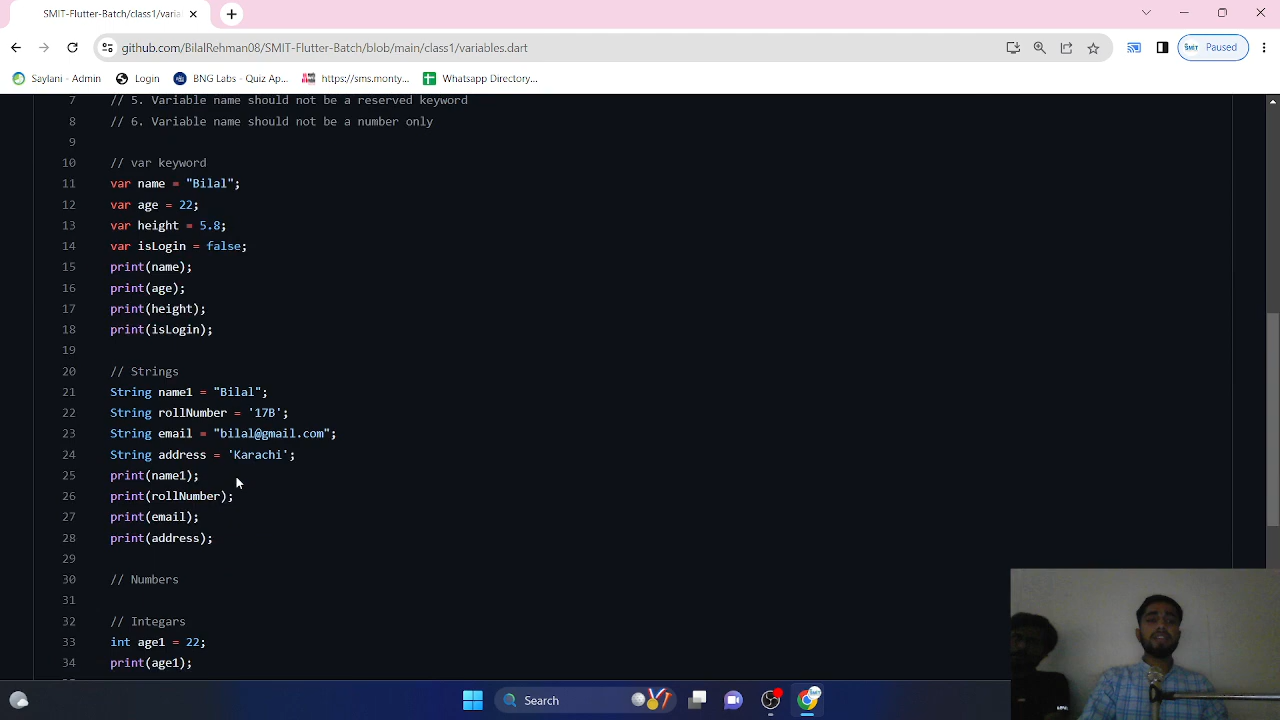 SMIT-Flutter-Batch/class1/varia
github.com/BilalRehman08/SMIT-Flutter-Batch/blob/main/class1/variables.dart
SMIT
Paused
Saylani - Admin
Login
BNG Labs - Quiz Ap...
https://sms.monty...
Whatsapp Directory...
7 // 5. Variable name should not be a reserved keyword
8 // 6. Variable name should not be a number only
9
10 // var keyword
11 var name = "Bilal";
12 var age = 22;
13 var height = 5.8;
14 var isLogin = false;
15 print(name);
16 print(age);
17 print(height);
18 print(isLogin);
19
20 // Strings
21 String name1 = "Bilal";
22 String rollNumber = '17B';
23 String email = "bilal@gmail.com";
24 String address = 'Karachi';
25 print(name1);
26 print(rollNumber);
27 print(email);
28 print(address);
29
30 // Numbers
31
32 // Integars
33 int age1 = 22;
34 print(age1);
Search